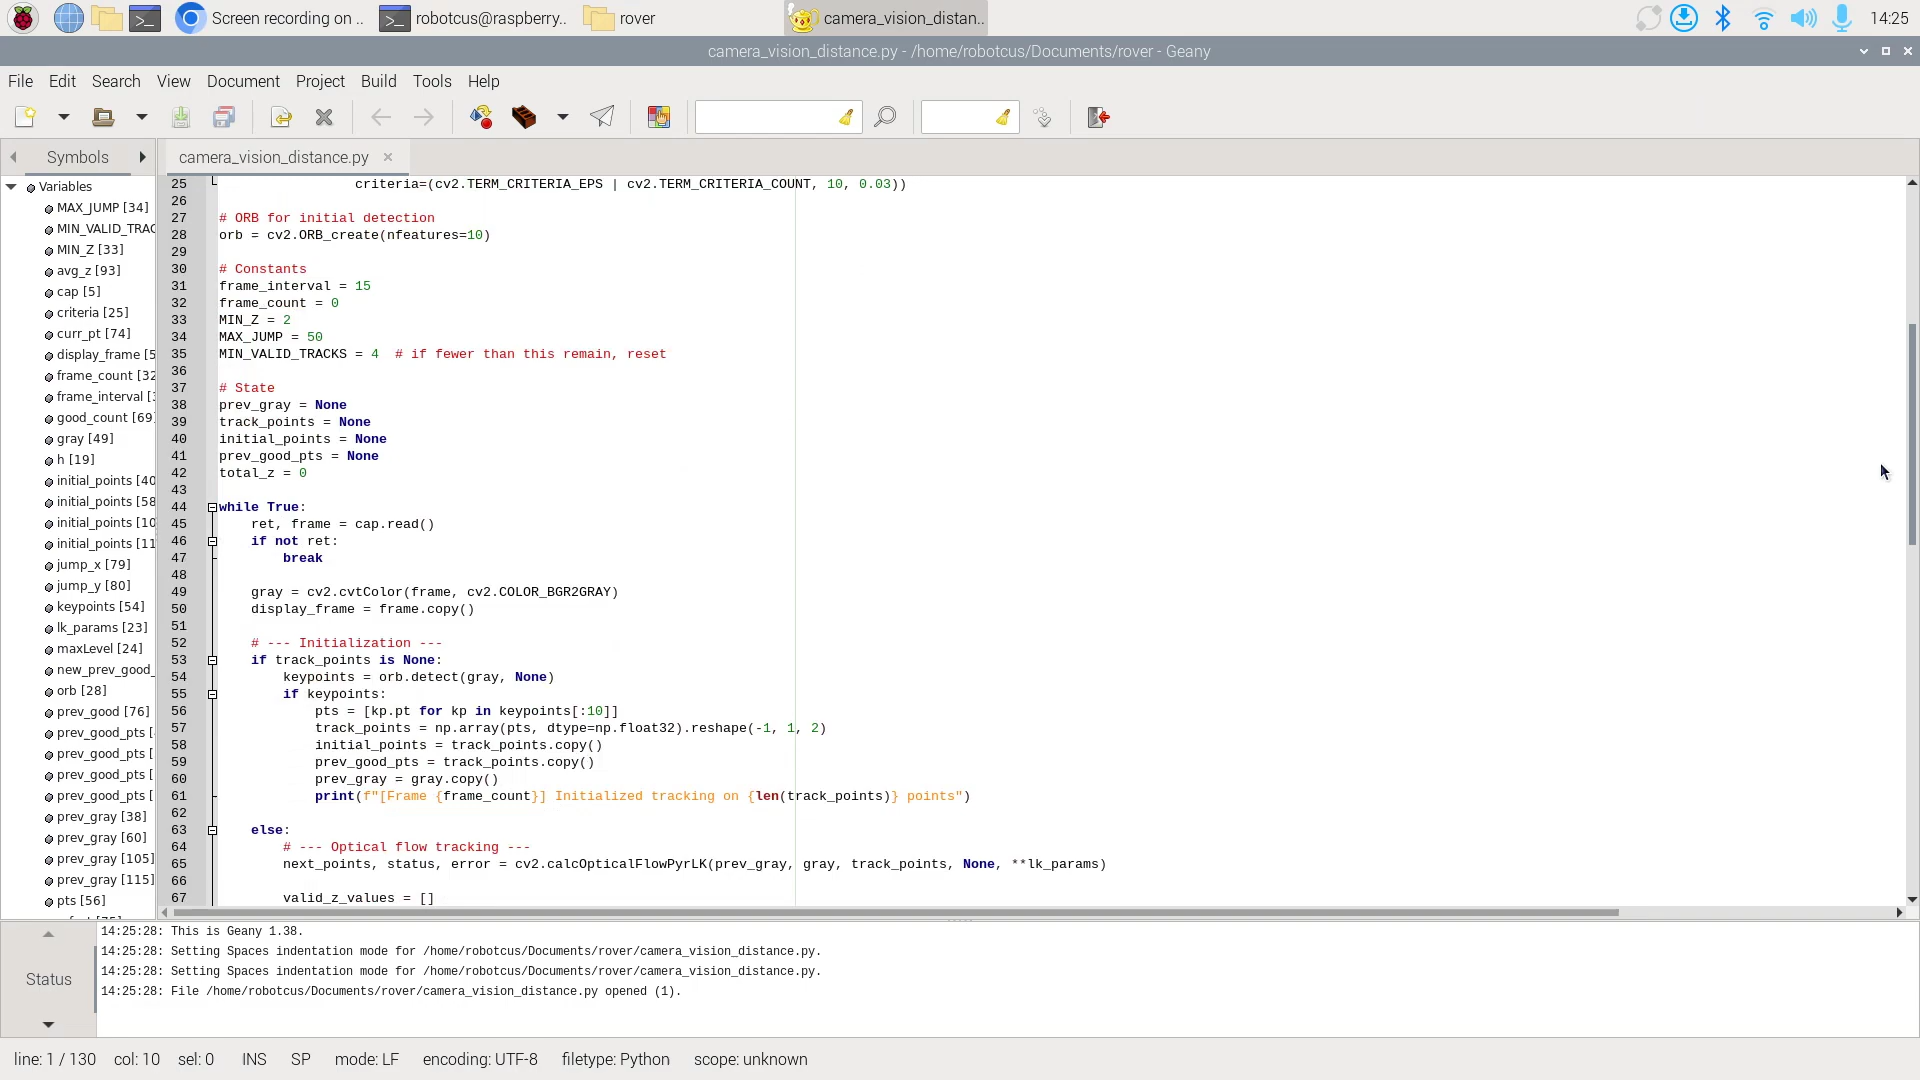 Screen recording on ..
robotcus@raspberry..
rover
camera_vision_distan..
14:25
camera_vision_distance.py - /home/robotcus/Documents/rover - Geany
File Edit Search View Document Project Build Tools Help
Symbols
camera_vision_distance.py
Variables
MAX_JUMP [34]
MIN_VALID_TRAC
MIN_Z [33]
avg_z [93]
cap [5]
criteria [25]
curr_pt [74]
display_frame [5
frame_count [32
frame_interval [3
good_count [69]
gray [49]
h [19]
initial_points [40
initial_points [58
initial_points [10
initial_points [11
jump_x [79]
jump_y [80]
keypoints [54]
lk_params [23]
maxLevel [24]
new_prev_good_
orb [28]
prev_good [76]
prev_good_pts [
prev_good_pts [
prev_good_pts [
prev_good_pts [
prev_gray [38]
prev_gray [60]
prev_gray [105]
prev_gray [115]
pts [56]
25 criteria=(cv2.TERM_CRITERIA_EPS | cv2.TERM_CRITERIA_COUNT, 10, 0.03))
26
27 # ORB for initial detection
28 orb = cv2.ORB_create(nfeatures=10)
29
30 # Constants
31 frame_interval = 15
32 frame_count = 0
33 MIN_Z = 2
34 MAX_JUMP = 50
35 MIN_VALID_TRACKS = 4  # if fewer than this remain, reset
36
37 # State
38 prev_gray = None
39 track_points = None
40 initial_points = None
41 prev_good_pts = None
42 total_z = 0
43
44 while True:
45     ret, frame = cap.read()
46     if not ret:
47         break
48
49     gray = cv2.cvtColor(frame, cv2.COLOR_BGR2GRAY)
50     display_frame = frame.copy()
51
52     # --- Initialization ---
53     if track_points is None:
54         keypoints = orb.detect(gray, None)
55         if keypoints:
56             pts = [kp.pt for kp in keypoints[:10]]
57             track_points = np.array(pts, dtype=np.float32).reshape(-1, 1, 2)
58             initial_points = track_points.copy()
59             prev_good_pts = track_points.copy()
60             prev_gray = gray.copy()
61             print(f"[Frame {frame_count}] Initialized tracking on {len(track_points)} points")
62
63     else:
64         # --- Optical flow tracking ---
65         next_points, status, error = cv2.calcOpticalFlowPyrLK(prev_gray, gray, track_points, None, **lk_params)
66
67         valid_z_values = []
Status
14:25:28: This is Geany 1.38.
14:25:28: Setting Spaces indentation mode for /home/robotcus/Documents/rover/camera_vision_distance.py.
14:25:28: Setting Spaces indentation mode for /home/robotcus/Documents/rover/camera_vision_distance.py.
14:25:28: File /home/robotcus/Documents/rover/camera_vision_distance.py opened (1).
line: 1 / 130 col: 10 sel: 0 INS SP mode: LF encoding: UTF-8 filetype: Python scope: unknown